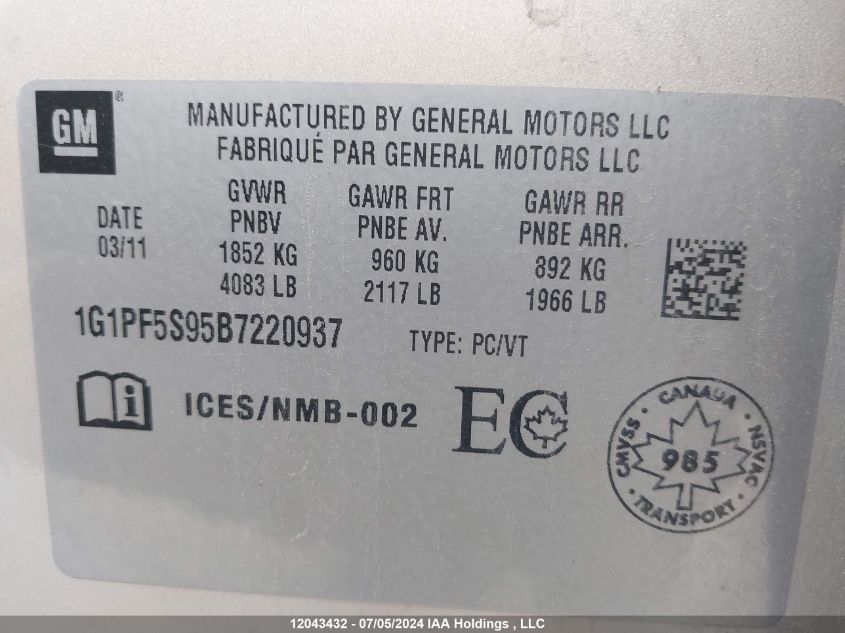 GM ®
MANUFACTURED BY GENERAL MOTORS LLC
FABRIQUÉ PAR GENERAL MOTORS LLC
DATE
03/11
GVWR
PNBV
1852 KG
4083 LB
GAWR FRT
PNBE AV.
960 KG
2117 LB
GAWR RR
PNBE ARR.
892 KG
1966 LB
1G1PF5S95B7220937
TYPE: PC/VT
i
ICES/NMB-002
EC
CANADA
CMVSS
985
NSVAC
TRANSPORT
12043432 - 07/05/2024 IAA Holdings , LLC